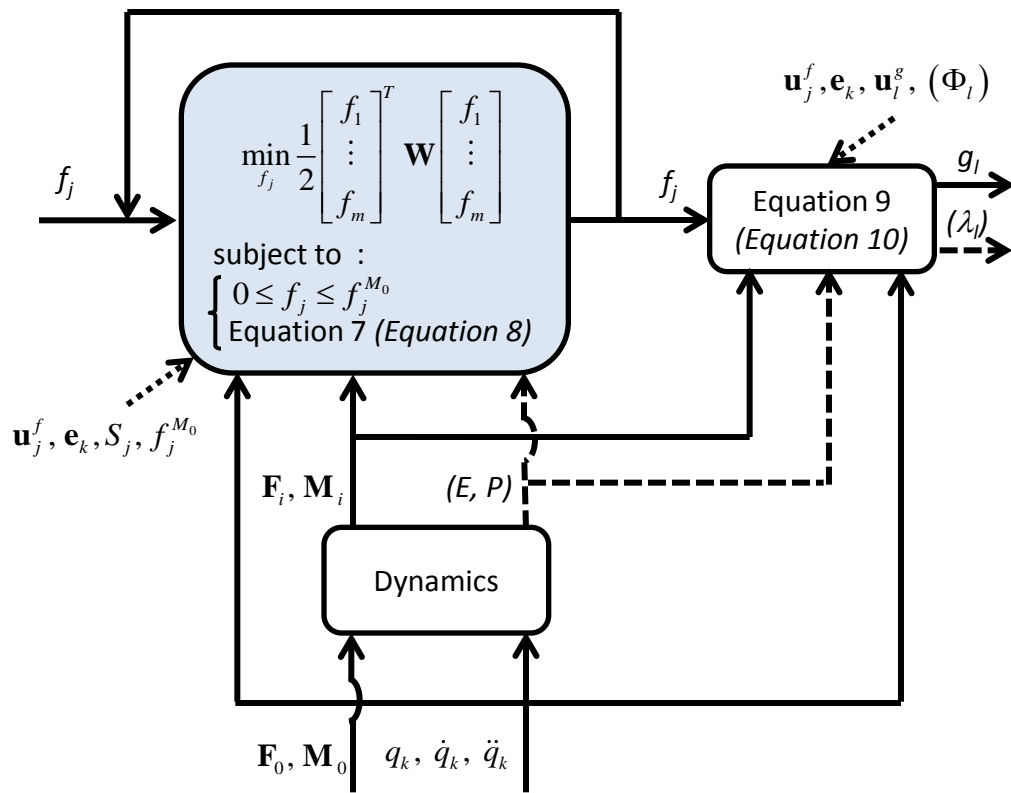 f_j
min_{f_j} 1/2 [f_1 ⋮ f_m]^T W [f_1 ⋮ f_m]
subject to :
0 ≤ f_j ≤ f_j^{M_0}
Equation 7 (Equation 8)
u_j^f, e_k, S_j, f_j^{M_0}
f_j
u_j^f, e_k, u_l^g, (Φ_l)
Equation 9
(Equation 10)
g_l
(λ_l)
F_i, M_i
(E, P)
Dynamics
F_0, M_0
q_k, q̇_k, q̈_k